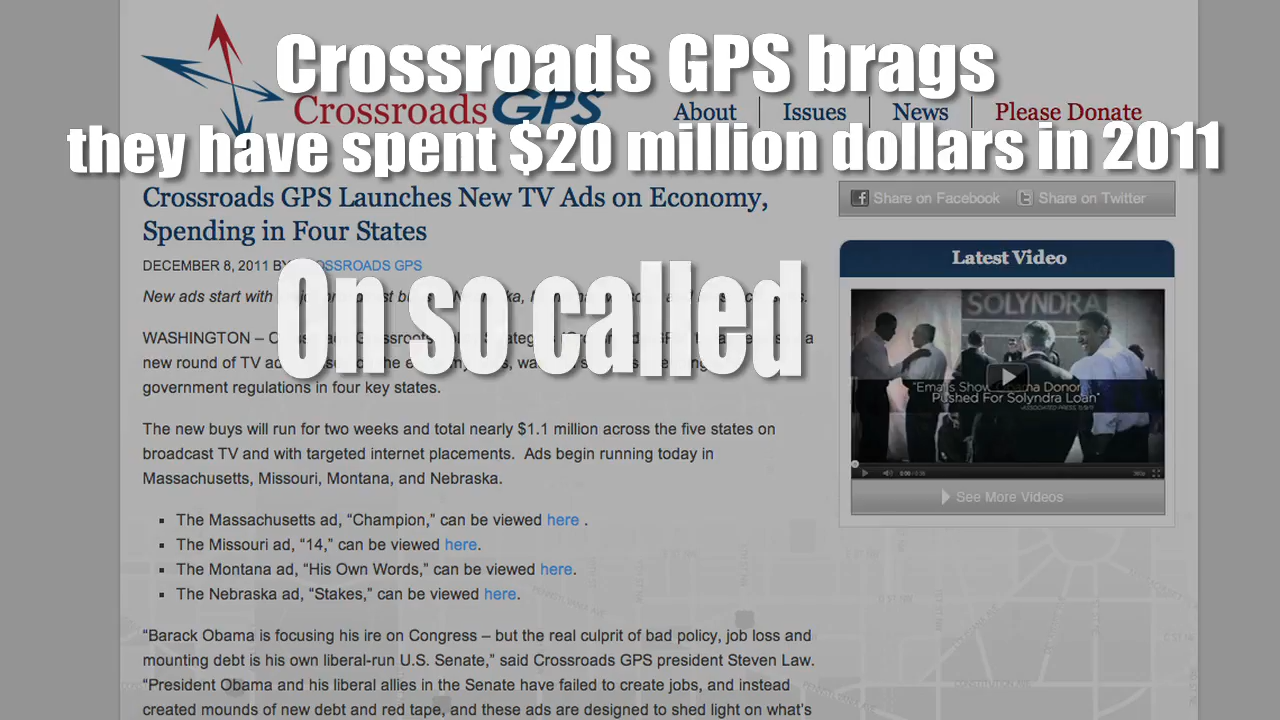 Crossroads GPS brags
they have spent $20 million dollars in 2011
On so called
Crossroads GPS
About
Issues
News
Please Donate
Crossroads GPS Launches New TV Ads on Economy,
Spending in Four States
DECEMBER 8, 2011 BY CROSSROADS GPS
New ads start with
WASHINGTON –
new round of TV
government regulations in four key states.
The new buys will run for two weeks and total nearly $1.1 million across the five states on
broadcast TV and with targeted internet placements. Ads begin running today in
Massachusetts, Missouri, Montana, and Nebraska.
▪ The Massachusetts ad, “Champion,” can be viewed here .
▪ The Missouri ad, “14,” can be viewed here.
▪ The Montana ad, “His Own Words,” can be viewed here.
▪ The Nebraska ad, “Stakes,” can be viewed here.
“Barack Obama is focusing his ire on Congress – but the real culprit of bad policy, job loss and
mounting debt is his own liberal-run U.S. Senate,” said Crossroads GPS president Steven Law.
“President Obama and his liberal allies in the Senate have failed to create jobs, and instead
created mounds of new debt and red tape, and these ads are designed to shed light on what’s
Share on Facebook
Share on Twitter
Latest Video
SOLYNDRA
“Emails Show Obama Donor
Pushed For Solyndra Loan”
See More Videos